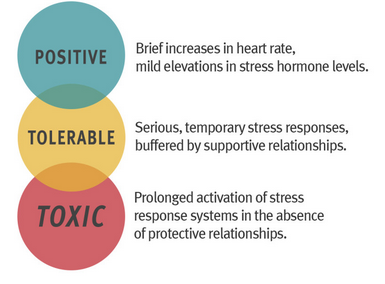 POSITIVE
Brief increases in heart rate,
mild elevations in stress hormone levels.
TOLERABLE
Serious, temporary stress responses,
buffered by supportive relationships.
TOXIC
Prolonged activation of stress
response systems in the absence
of protective relationships.